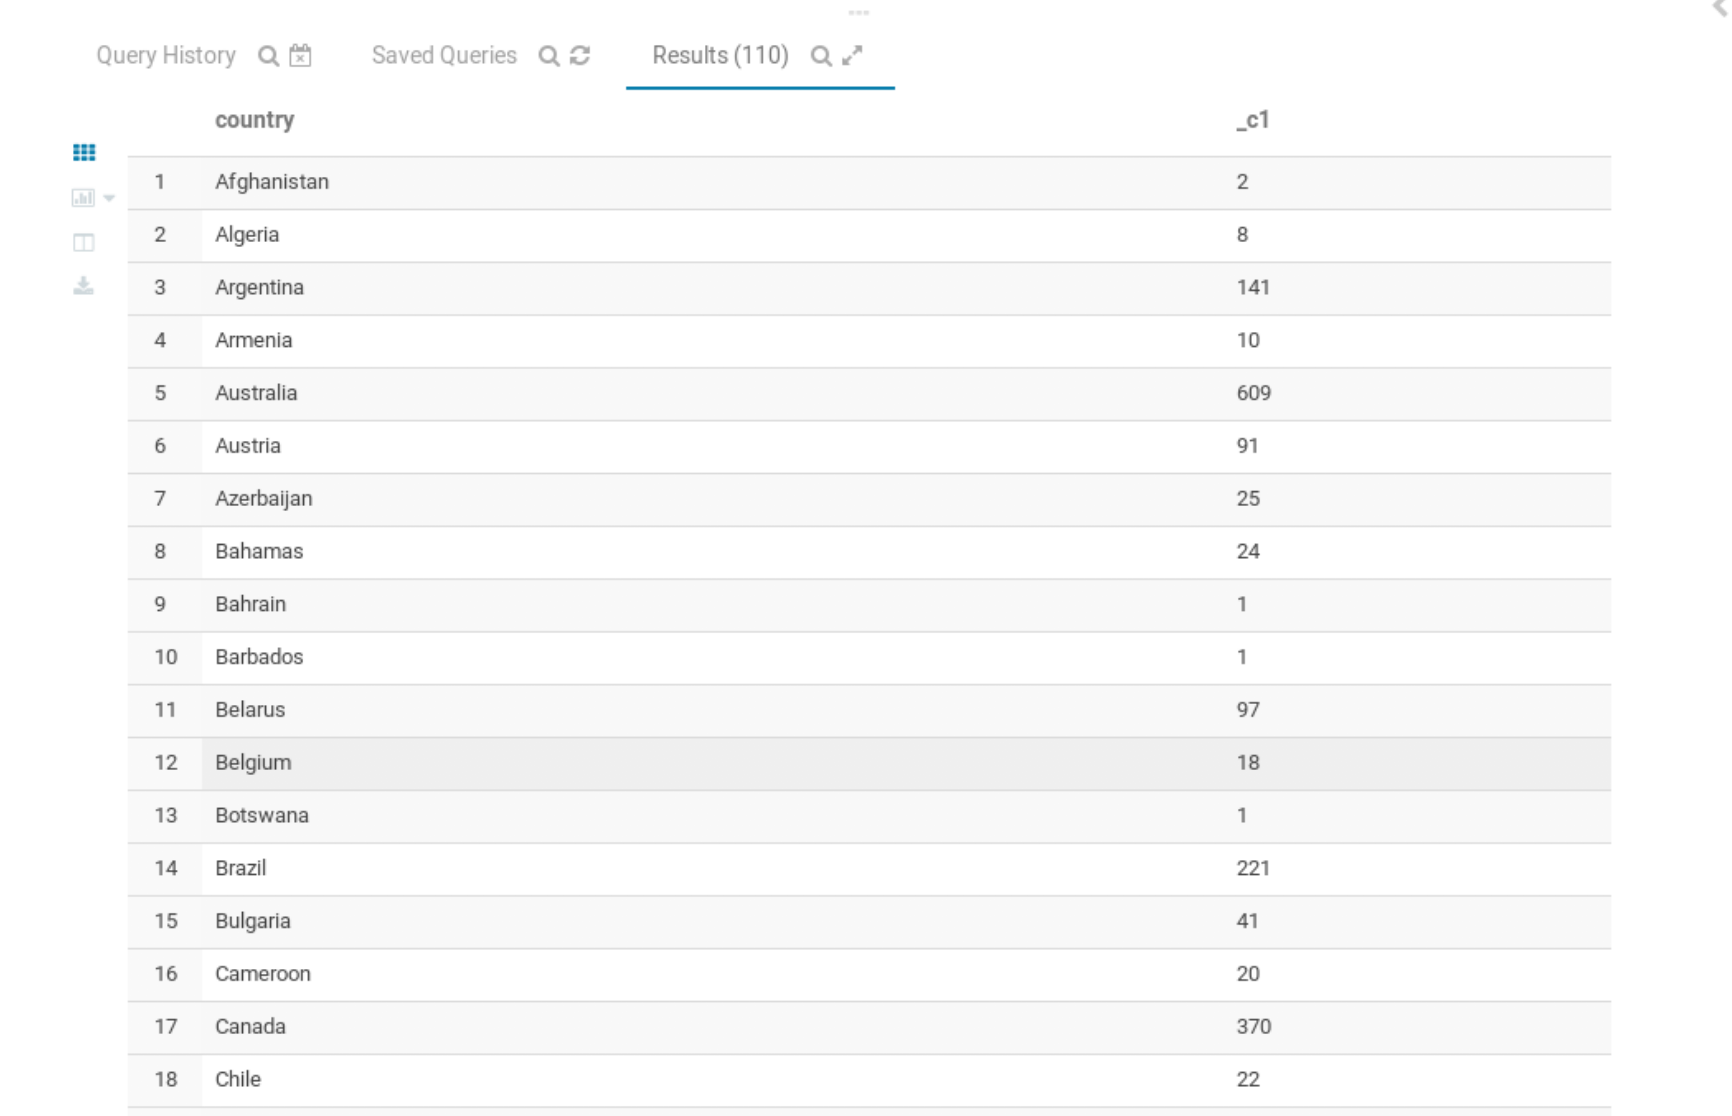 Query History Saved Queries Results (110)
country _c1
1 Afghanistan 2
2 Algeria 8
3 Argentina 141
4 Armenia 10
5 Australia 609
6 Austria 91
7 Azerbaijan 25
8 Bahamas 24
9 Bahrain 1
10 Barbados 1
11 Belarus 97
12 Belgium 18
13 Botswana 1
14 Brazil 221
15 Bulgaria 41
16 Cameroon 20
17 Canada 370
18 Chile 22